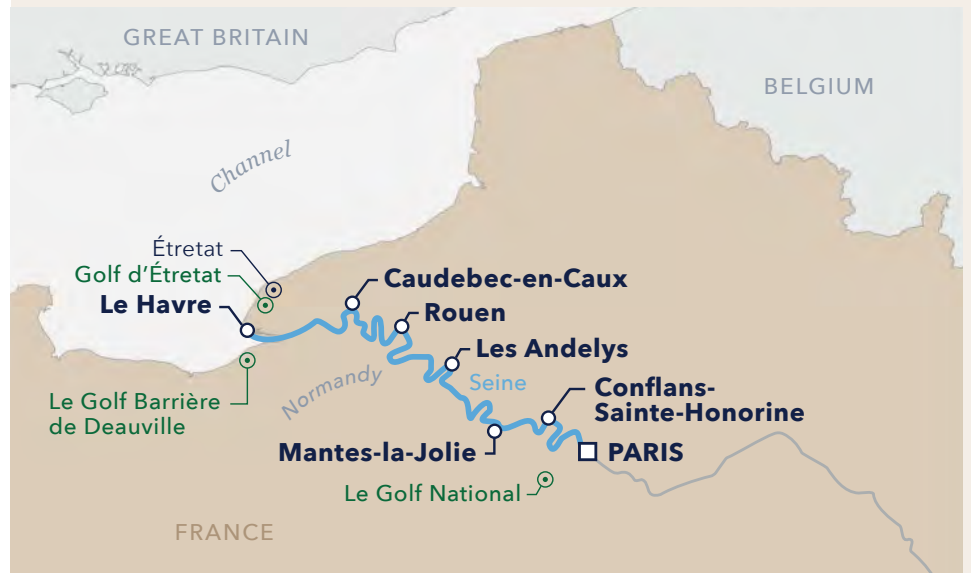 GREAT BRITAIN
BELGIUM
Channel
Étretat
Golf d'Étretat
Le Havre
Caudebec-en-Caux
Rouen
Les Andelys
Seine
Normandy
Le Golf Barrière
de Deauville
Conflans-
Sainte-Honorine
Mantes-la-Jolie
PARIS
Le Golf National
FRANCE